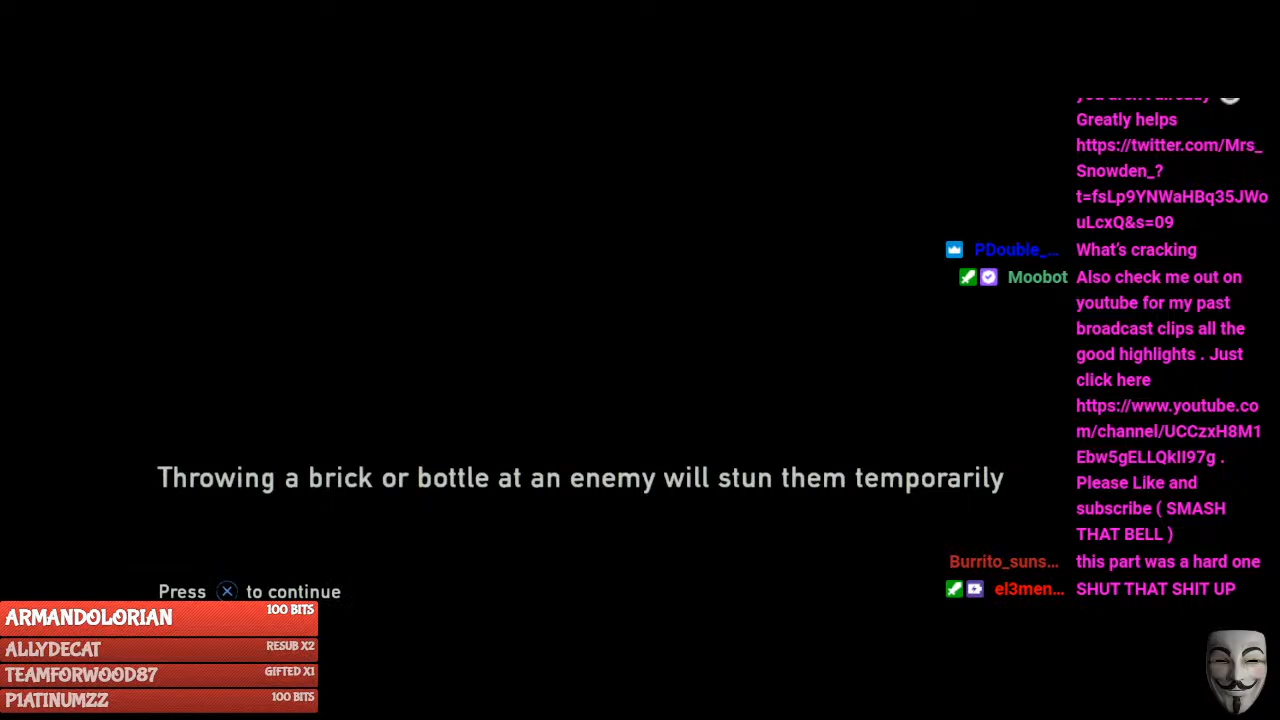 Greatly helps
https://twitter.com/Mrs_
Snowden_?
t=fsLp9YNWaHBq35JWo
uLcxQ&s=09
PDouble_... What's cracking
Moobot Also check me out on
youtube for my past
broadcast clips all the
good highlights . Just
click here
https://www.youtube.co
m/channel/UCCzxH8M1
Ebw5gELLQkII97g .
Please Like and
subscribe ( SMASH
THAT BELL )
Burrito_suns... this part was a hard one
el3men... SHUT THAT SHIT UP
Throwing a brick or bottle at an enemy will stun them temporarily
Press to continue
ARMANDOLORIAN 100 BITS
ALLYDECAT RESUB X2
TEAMFORWOOD87 GIFTED X1
P1ATINUMZZ 100 BITS